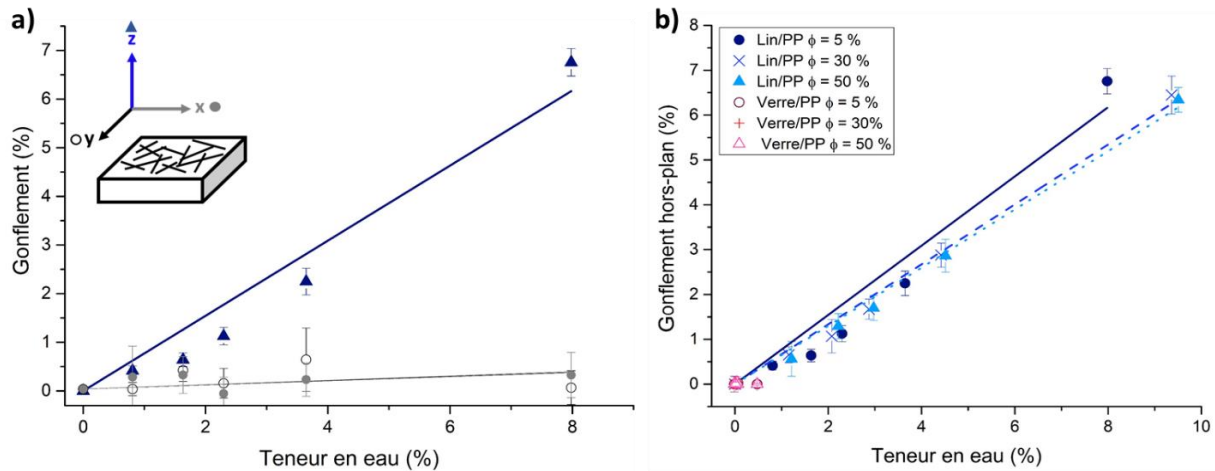 a)
Gonflement (%)
7
6
5
4
3
2
1
0
z
x
y
0 2 4 6 8
Teneur en eau (%)
b)
Gonflement hors-plan (%)
8
7
6
5
4
3
2
1
0
Lin/PP ϕ = 5 %
Lin/PP ϕ = 30 %
Lin/PP ϕ = 50 %
Verre/PP ϕ = 5 %
Verre/PP ϕ = 30%
Verre/PP ϕ = 50 %
0 2 4 6 8 10
Teneur en eau (%)